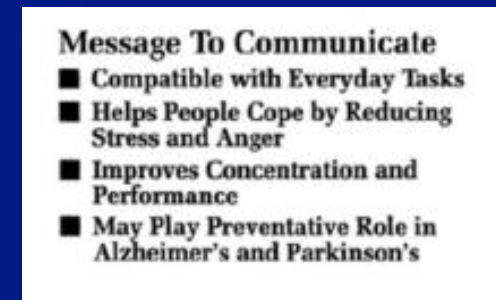 Message To Communicate
■ Compatible with Everyday Tasks
■ Helps People Cope by Reducing
Stress and Anger
■ Improves Concentration and
Performance
■ May Play Preventative Role in
Alzheimer's and Parkinson's